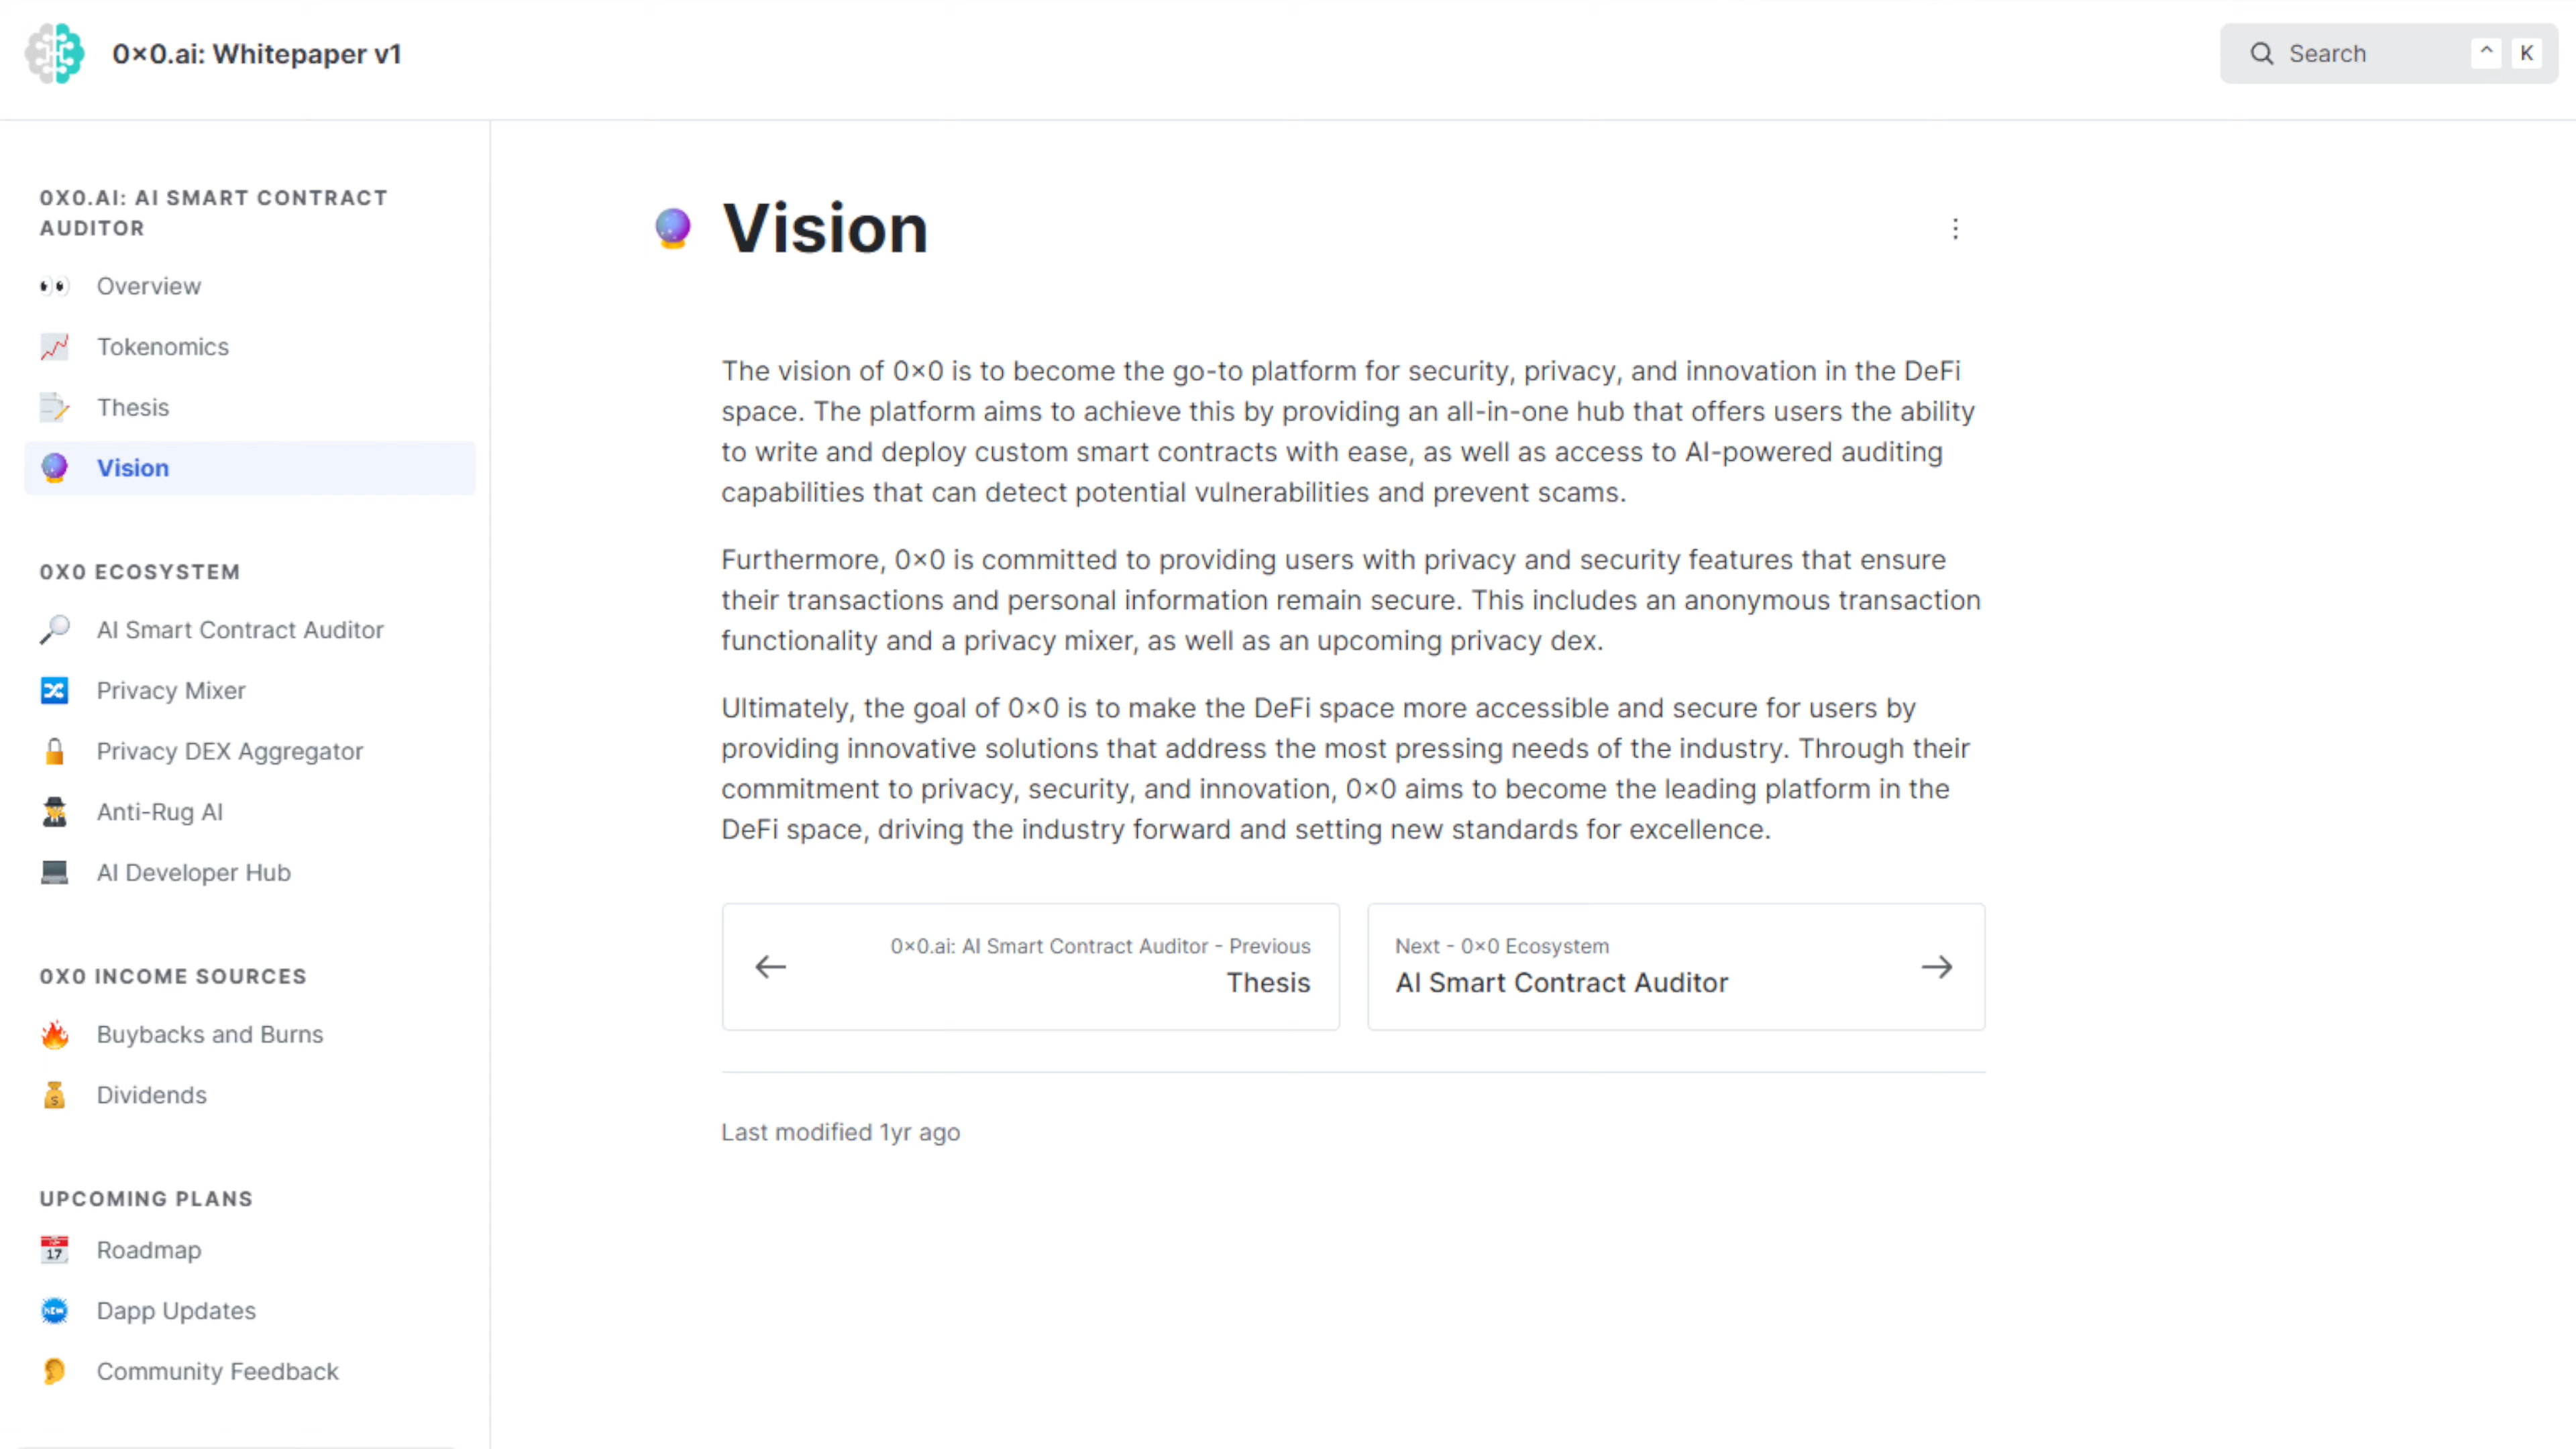 0×0.ai: Whitepaper v1
Search
^ K
0X0.AI: AI SMART CONTRACT
AUDITOR
Overview
Tokenomics
Thesis
Vision
0X0 ECOSYSTEM
AI Smart Contract Auditor
Privacy Mixer
Privacy DEX Aggregator
Anti-Rug AI
AI Developer Hub
0X0 INCOME SOURCES
Buybacks and Burns
Dividends
UPCOMING PLANS
17
Roadmap
NEW
Dapp Updates
Community Feedback
Vision
The vision of 0×0 is to become the go-to platform for security, privacy, and innovation in the DeFi
space. The platform aims to achieve this by providing an all-in-one hub that offers users the ability
to write and deploy custom smart contracts with ease, as well as access to AI-powered auditing
capabilities that can detect potential vulnerabilities and prevent scams.
Furthermore, 0×0 is committed to providing users with privacy and security features that ensure
their transactions and personal information remain secure. This includes an anonymous transaction
functionality and a privacy mixer, as well as an upcoming privacy dex.
Ultimately, the goal of 0×0 is to make the DeFi space more accessible and secure for users by
providing innovative solutions that address the most pressing needs of the industry. Through their
commitment to privacy, security, and innovation, 0×0 aims to become the leading platform in the
DeFi space, driving the industry forward and setting new standards for excellence.
0×0.ai: AI Smart Contract Auditor - Previous
Thesis
Next - 0×0 Ecosystem
AI Smart Contract Auditor
Last modified 1yr ago